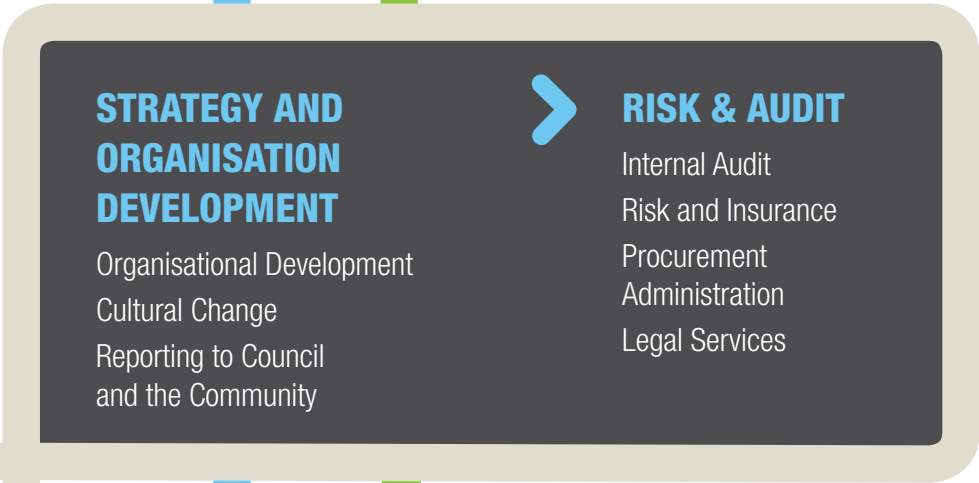 STRATEGY AND
ORGANISATION
DEVELOPMENT
Organisational Development
Cultural Change
Reporting to Council
and the Community
RISK & AUDIT
Internal Audit
Risk and Insurance
Procurement
Administration
Legal Services